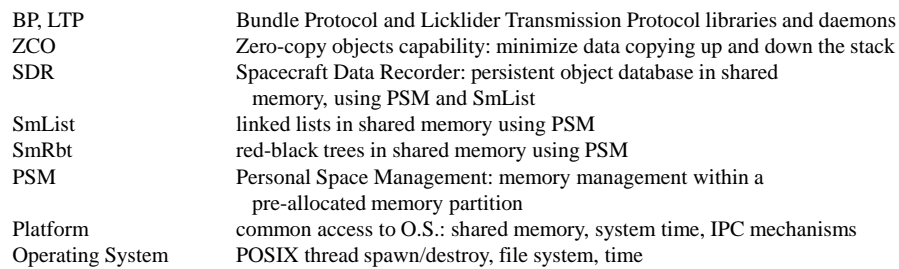 BP, LTP Bundle Protocol and Licklider Transmission Protocol libraries and daemons
ZCO Zero-copy objects capability: minimize data copying up and down the stack
SDR Spacecraft Data Recorder: persistent object database in shared
memory, using PSM and SmList
SmList linked lists in shared memory using PSM
SmRbt red-black trees in shared memory using PSM
PSM Personal Space Management: memory management within a
pre-allocated memory partition
Platform common access to O.S.: shared memory, system time, IPC mechanisms
Operating System POSIX thread spawn/destroy, file system, time